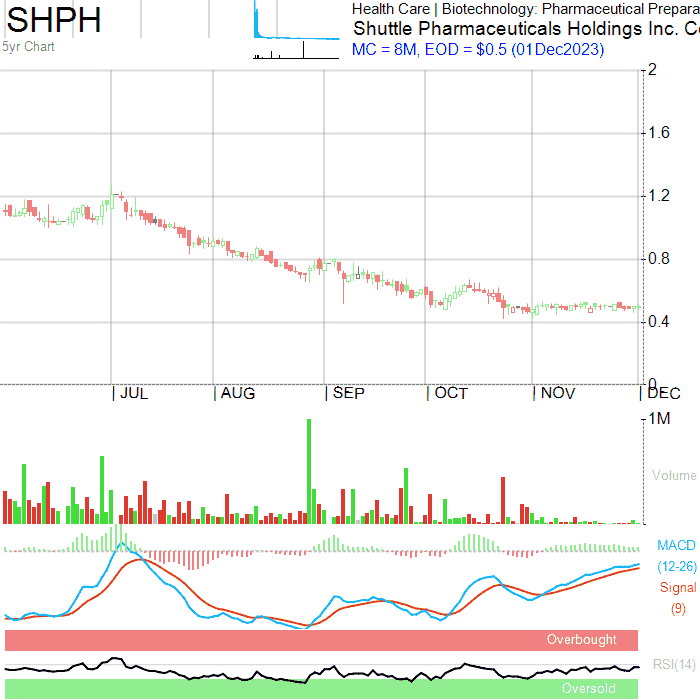 SHPH
5yr Chart
Health Care | Biotechnology: Pharmaceutical Prepara
Shuttle Pharmaceuticals Holdings Inc. Co
MC = 8M, EOD = $0.5 (01Dec2023)
2
1.6
1.2
0.8
0.4
0
JUL
AUG
SEP
OCT
NOV
DEC
1M
Volume
MACD
(12-26)
Signal
(9)
Overbought
RSI(14)
Oversold